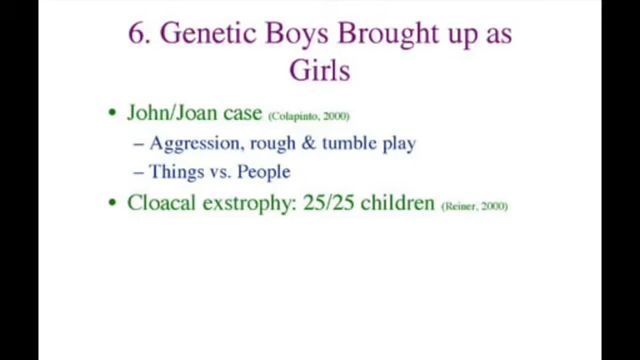 6. Genetic Boys Brought up as
Girls
• John/Joan case (Colapinto, 2000)
– Aggression, rough & tumble play
– Things vs. People
• Cloacal exstrophy: 25/25 children (Reiner, 2000)